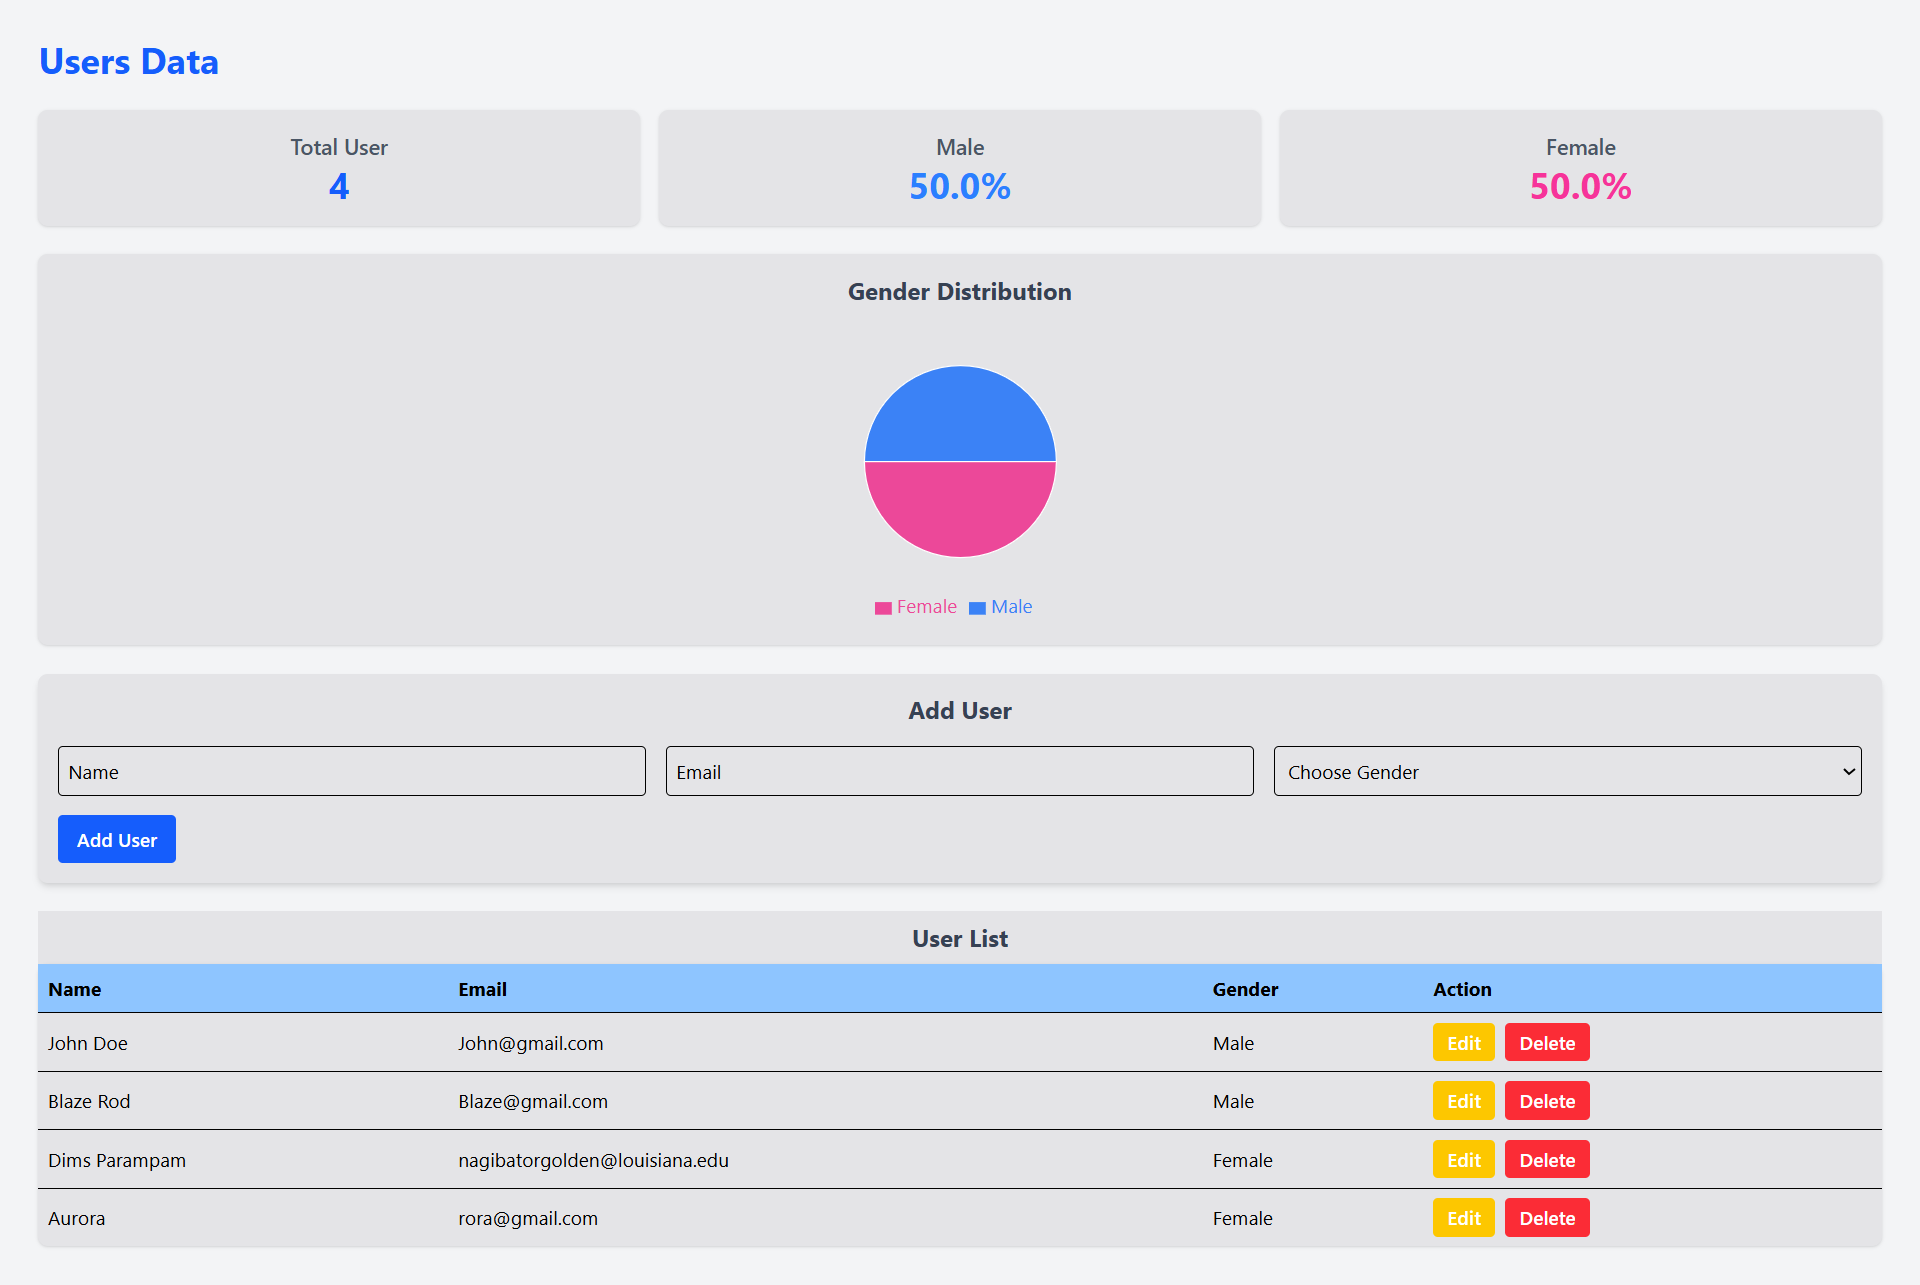 Users Data
Total User
4
Male
50.0%
Female
50.0%
Gender Distribution
Female Male
Add User
Name Email Choose Gender
Add User
User List
Name Email Gender Action
John Doe John@gmail.com Male Edit Delete
Blaze Rod Blaze@gmail.com Male Edit Delete
Dims Parampam nagibatorgolden@louisiana.edu Female Edit Delete
Aurora rora@gmail.com Female Edit Delete